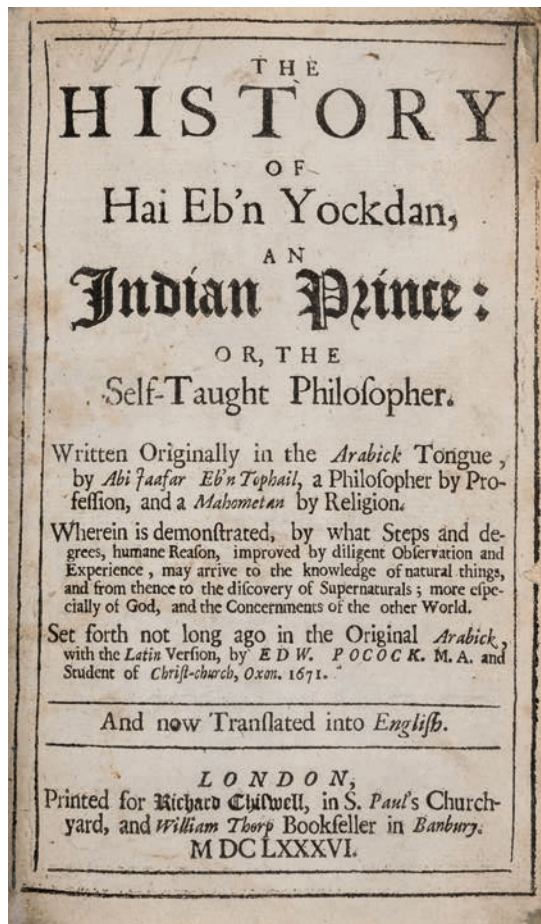 THE
HISTORY
OF
Hai Eb'n Yockdan,
AN
Indian Prince:
OR, THE
Self-Taught Philoſopher.
Written Originally in the Arabick Tongue,
by Abi Jaafar Eb'n Tophail, a Philoſopher by Pro-
feſſion, and a Mahometan by Religion.
Wherein is demonſtrated, by what Steps and de-
grees, humane Reaſon, improved by diligent Obſervation and
Experience, may arrive to the knowledge of natural things,
and from thence to the diſcovery of Supernaturals; more eſpe-
cially of God, and the Concernments of the other World.
Set forth not long ago in the Original Arabick,
with the Latin Verſion, by EDW. POCOCK. M. A. and
Student of Chriſt-church, Oxon. 1671.
And now Tranſlated into Engliſh.
LONDON,
Printed for Richard Chiſwell, in S. Paul's Church-
yard, and William Thorp Bookſeller in Banbury.
MDCLXXXVI.